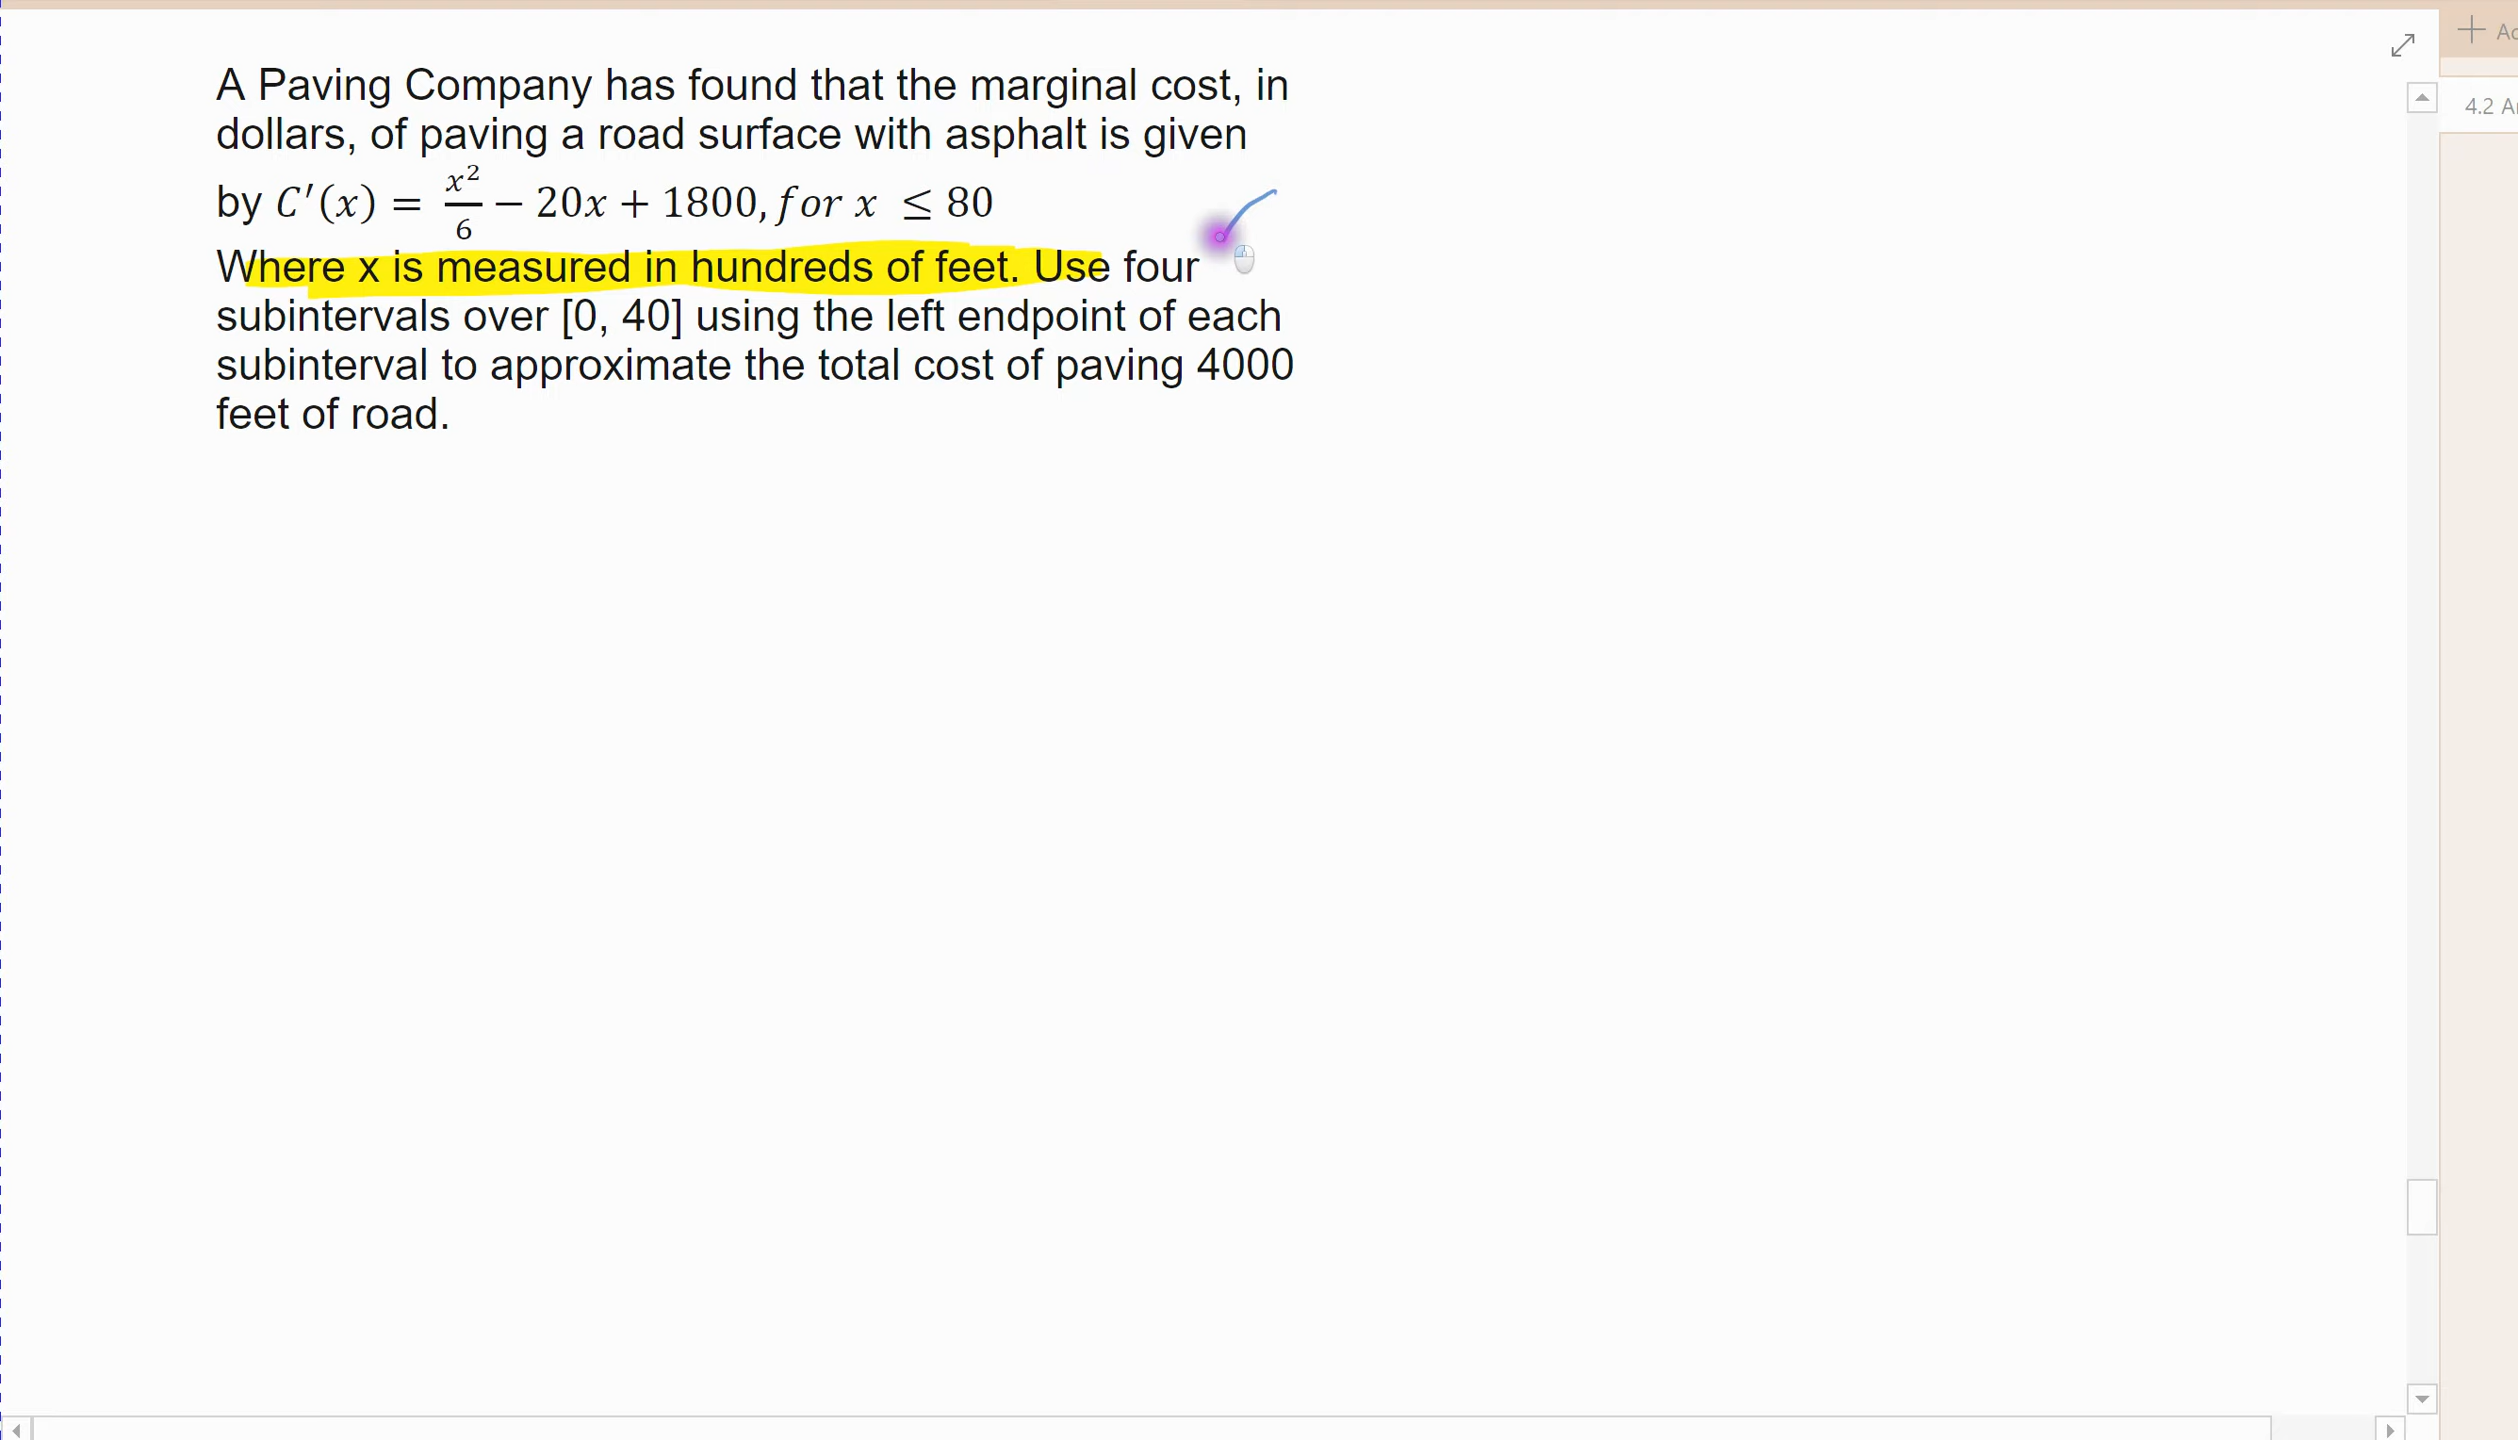 A Paving Company has found that the marginal cost, in
dollars, of paving a road surface with asphalt is given
by C′(x) = x²/6 − 20x + 1800, for x ≤ 80
Where x is measured in hundreds of feet. Use four
subintervals over [0, 40] using the left endpoint of each
subinterval to approximate the total cost of paving 4000
feet of road.
4.2